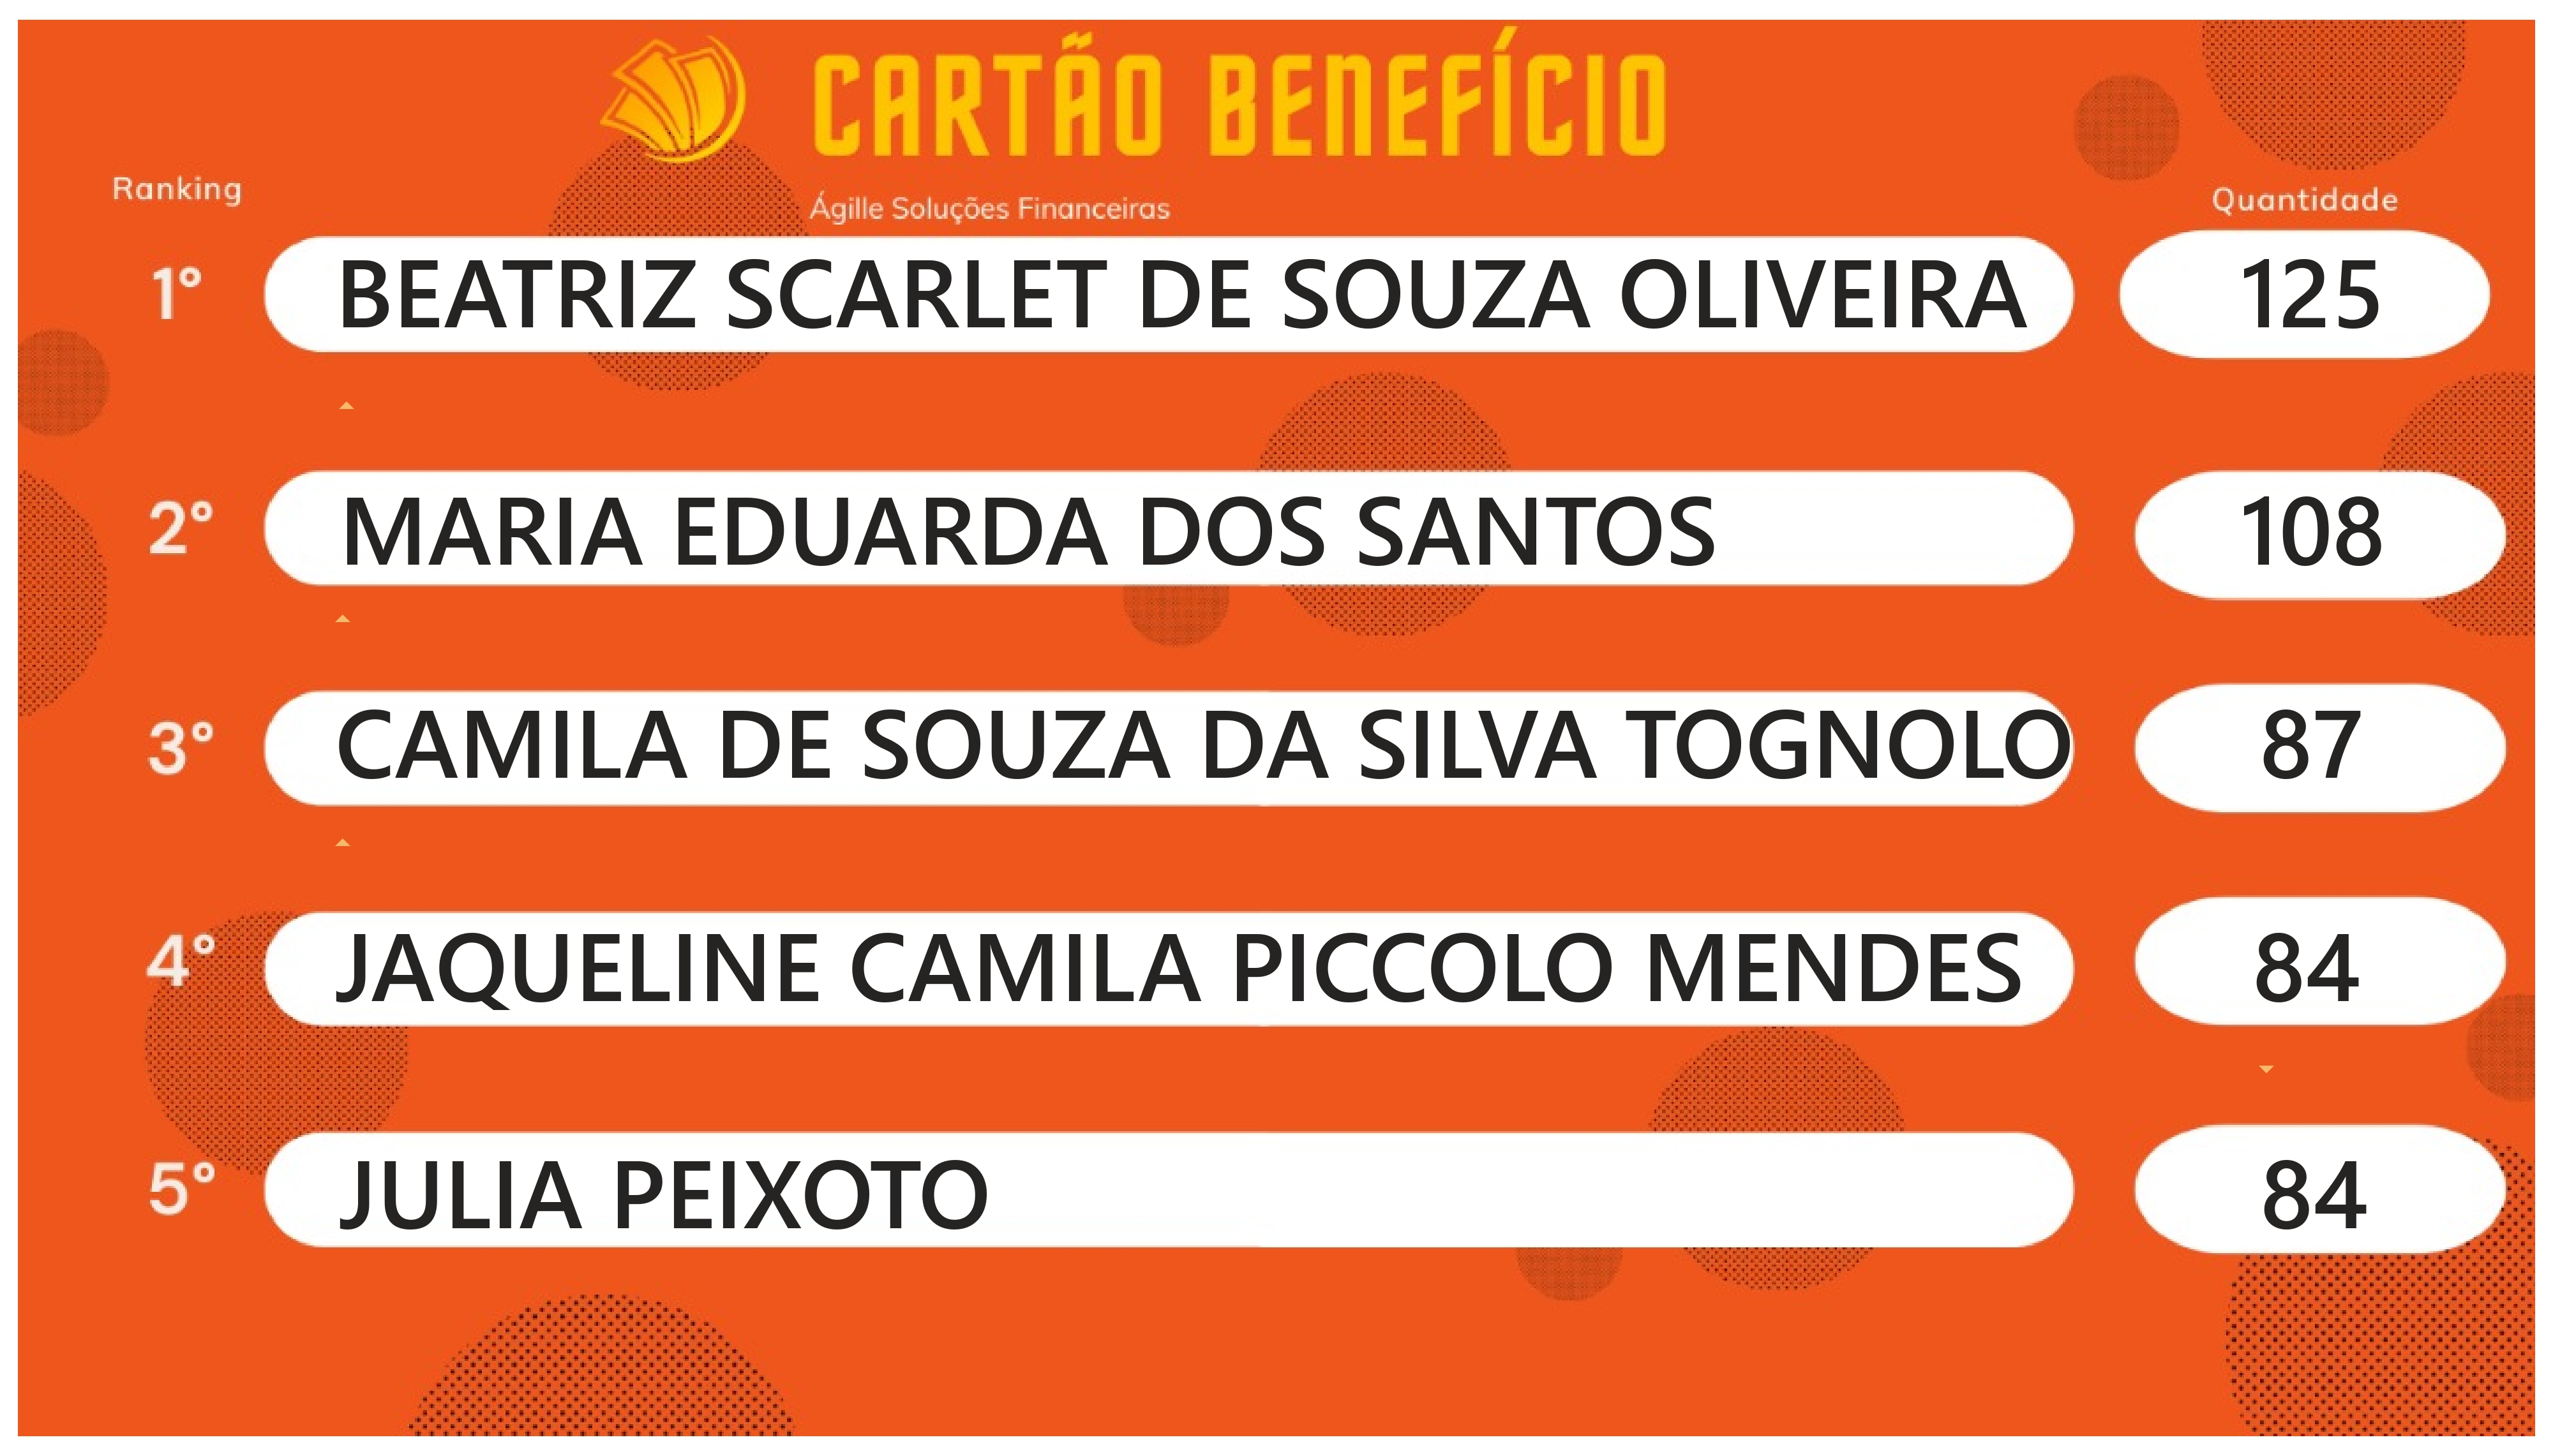 CARTÃO BENEFÍCIO
Ranking
Ágille Soluções Financeiras
Quantidade
1° BEATRIZ SCARLET DE SOUZA OLIVEIRA 125
2° MARIA EDUARDA DOS SANTOS 108
3° CAMILA DE SOUZA DA SILVA TOGNOLO 87
4° JAQUELINE CAMILA PICCOLO MENDES 84
5° JULIA PEIXOTO 84